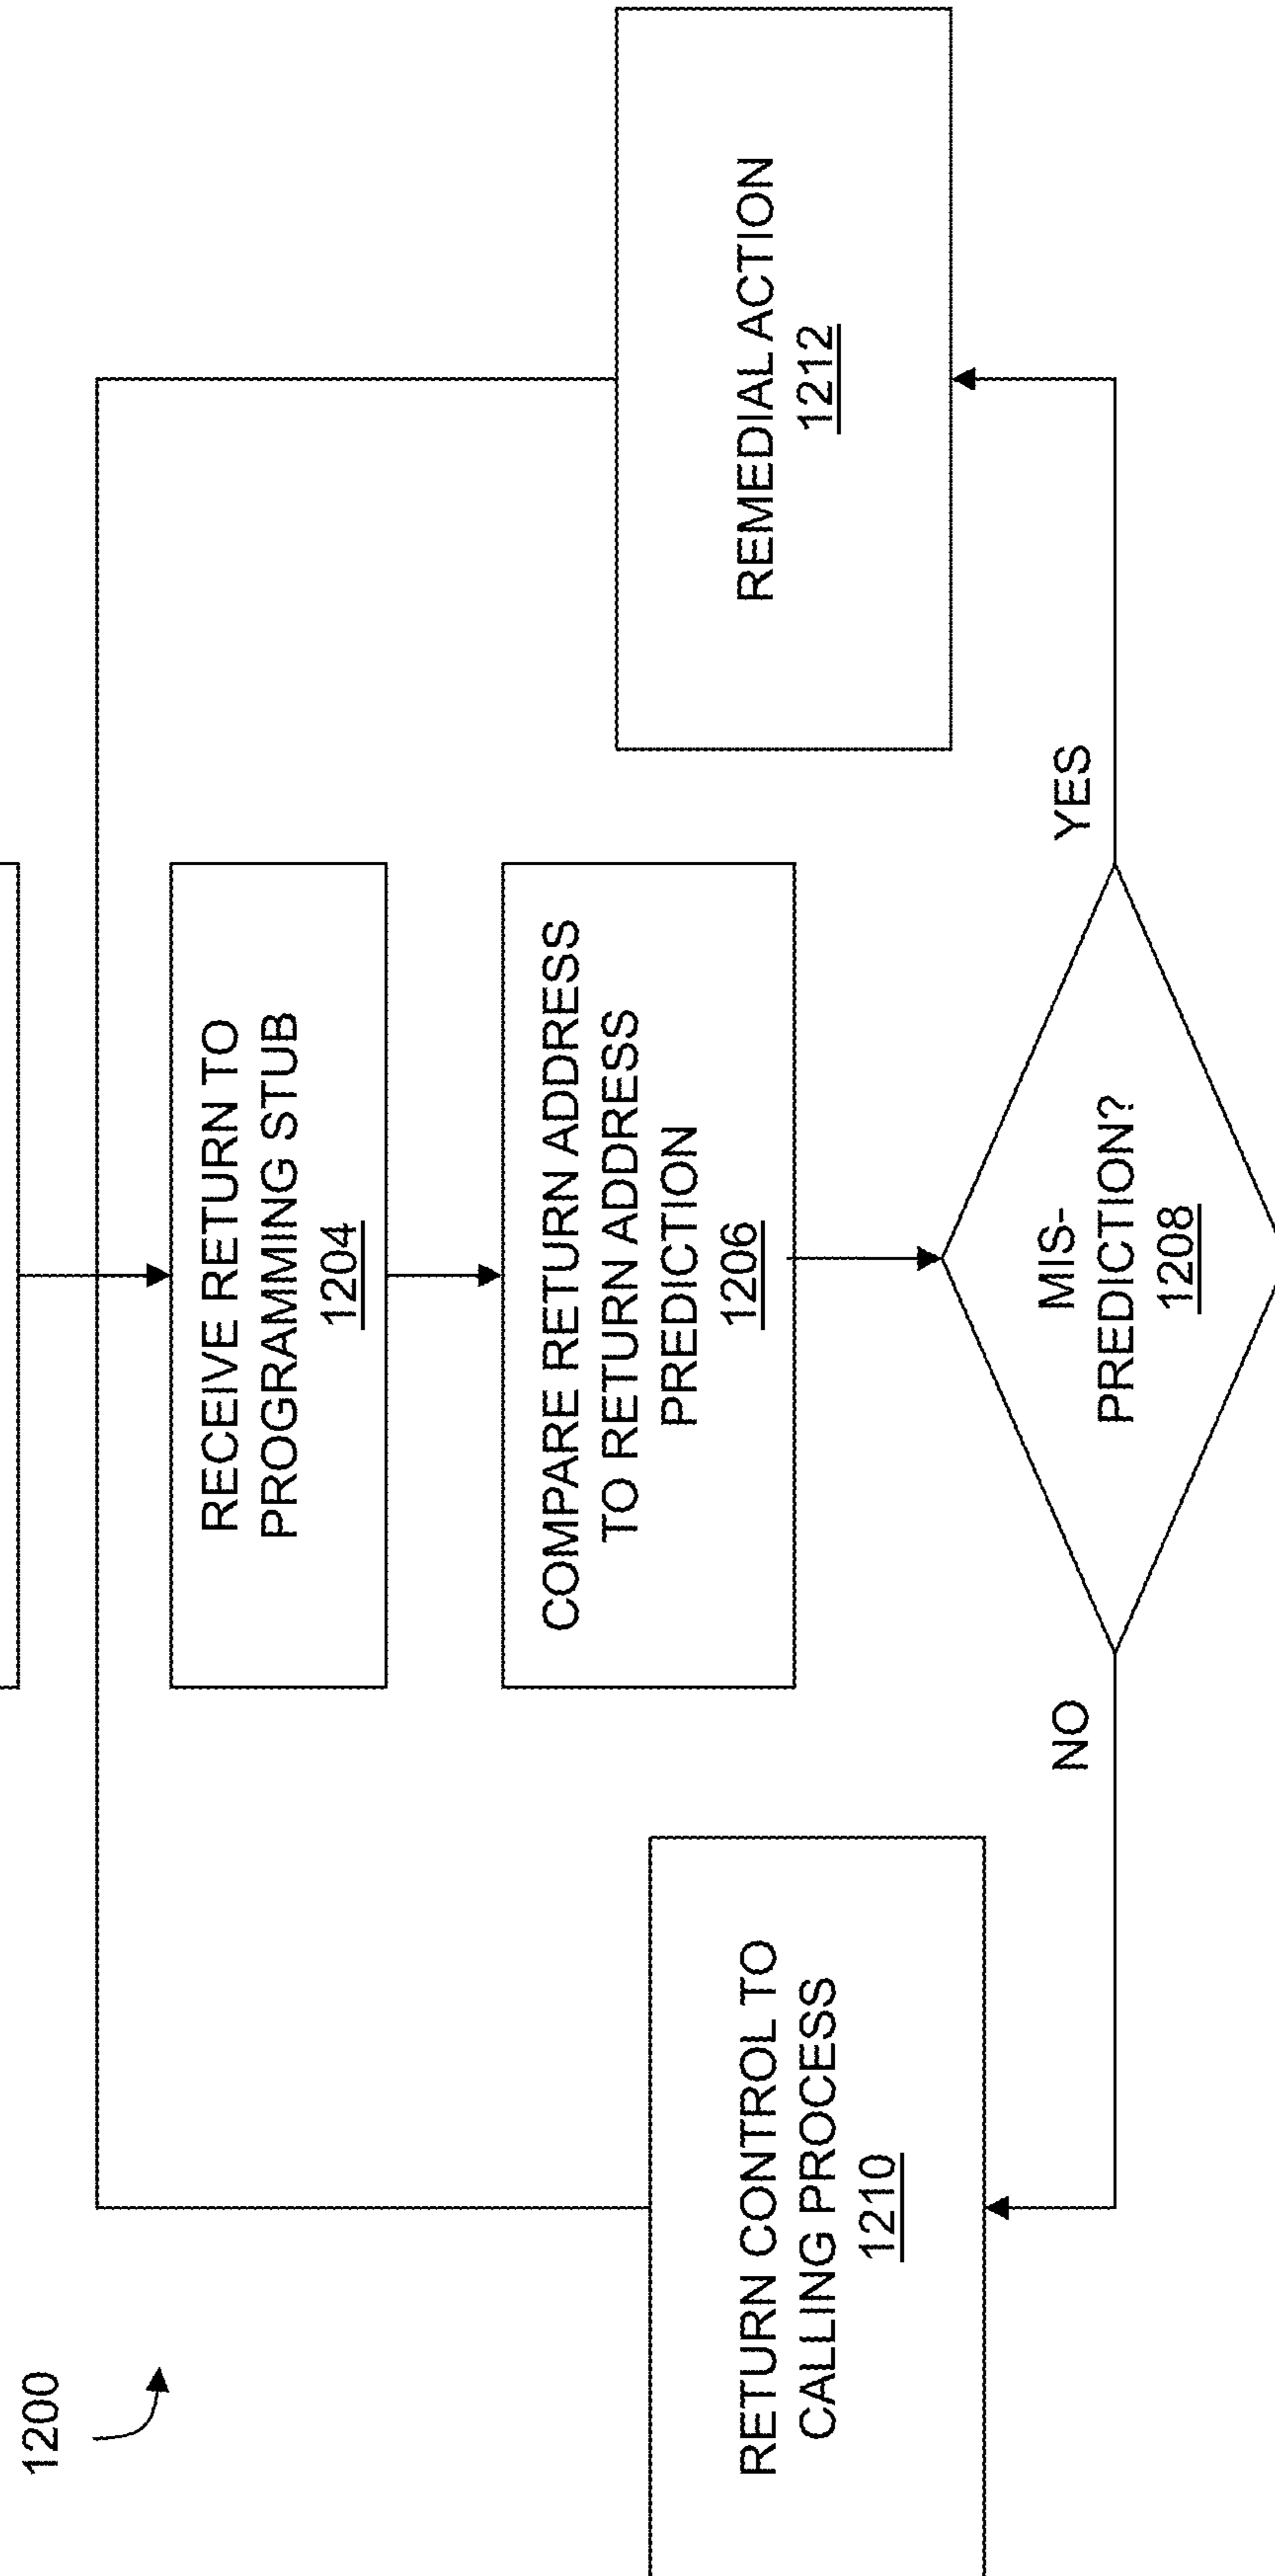 1200
RECEIVE RETURN TO
PROGRAMMING STUB
1204
COMPARE RETURN ADDRESS
TO RETURN ADDRESS
PREDICTION
1206
MIS-
PREDICTION?
1208
NO
YES
RETURN CONTROL TO
CALLING PROCESS
1210
REMEDIAL ACTION
1212